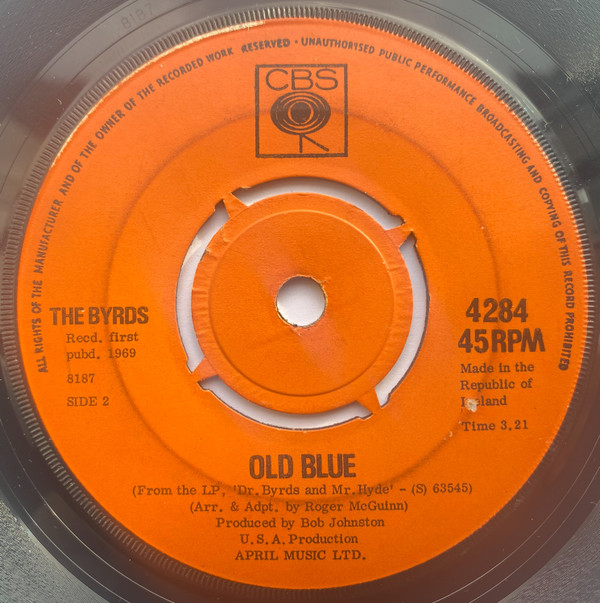 ALL RIGHTS OF THE MANUFACTURER AND OF THE OWNER OF THE RECORDED WORK RESERVED · UNAUTHORISED PUBLIC PERFORMANCE BROADCASTING AND COPYING OF THIS RECORD PROHIBITED
CBS
THE BYRDS
Recd. first
pubd. 1969
8187
SIDE 2
4284
45RPM
Made in the
Republic of
Time 3.21
OLD BLUE
(From the LP, 'Dr. Byrds and Mr. Hyde' - (S) 63545)
(Arr. & Adpt. by Roger McGuinn)
Produced by Bob Johnston
U.S.A. Production
APRIL MUSIC LTD.
8187